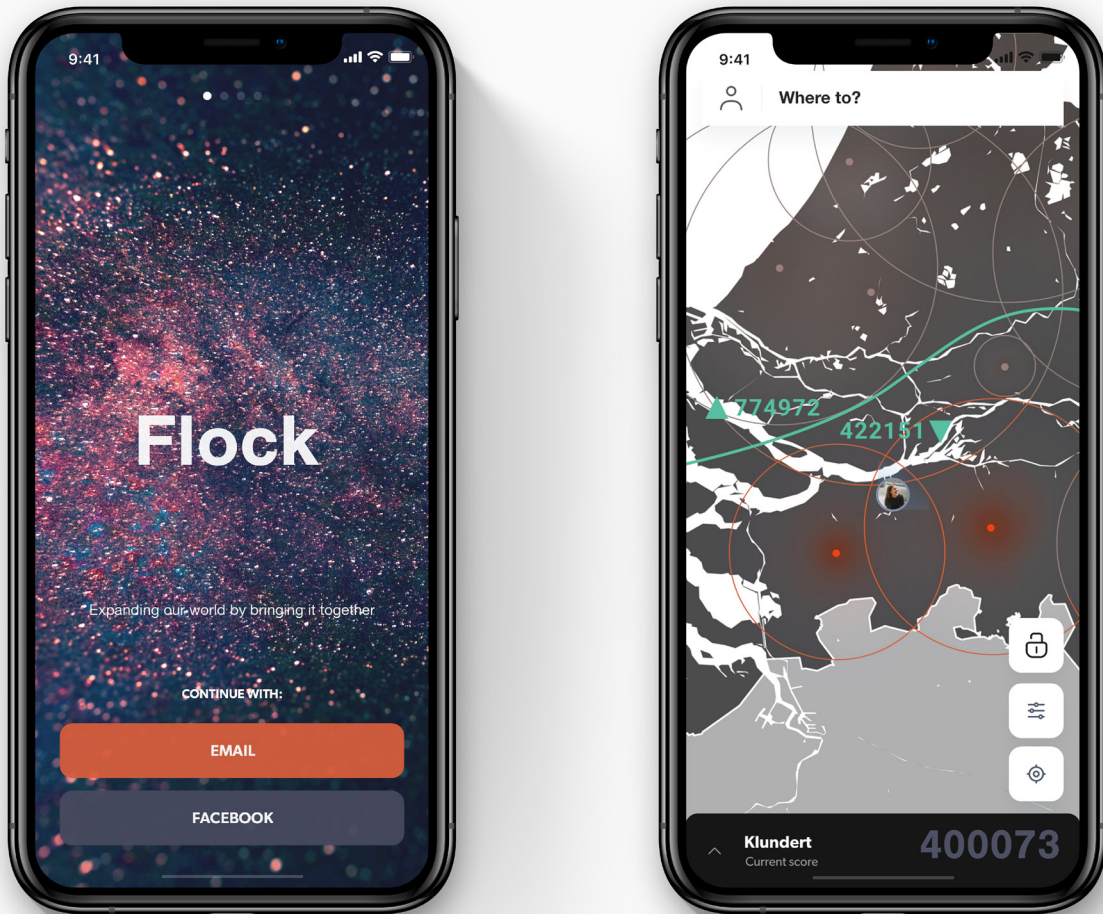 9:41
Flock
Expanding our world by bringing it together
CONTINUE WITH:
EMAIL
FACEBOOK
9:41
Where to?
774972
422151
Klundert
400073
Current score